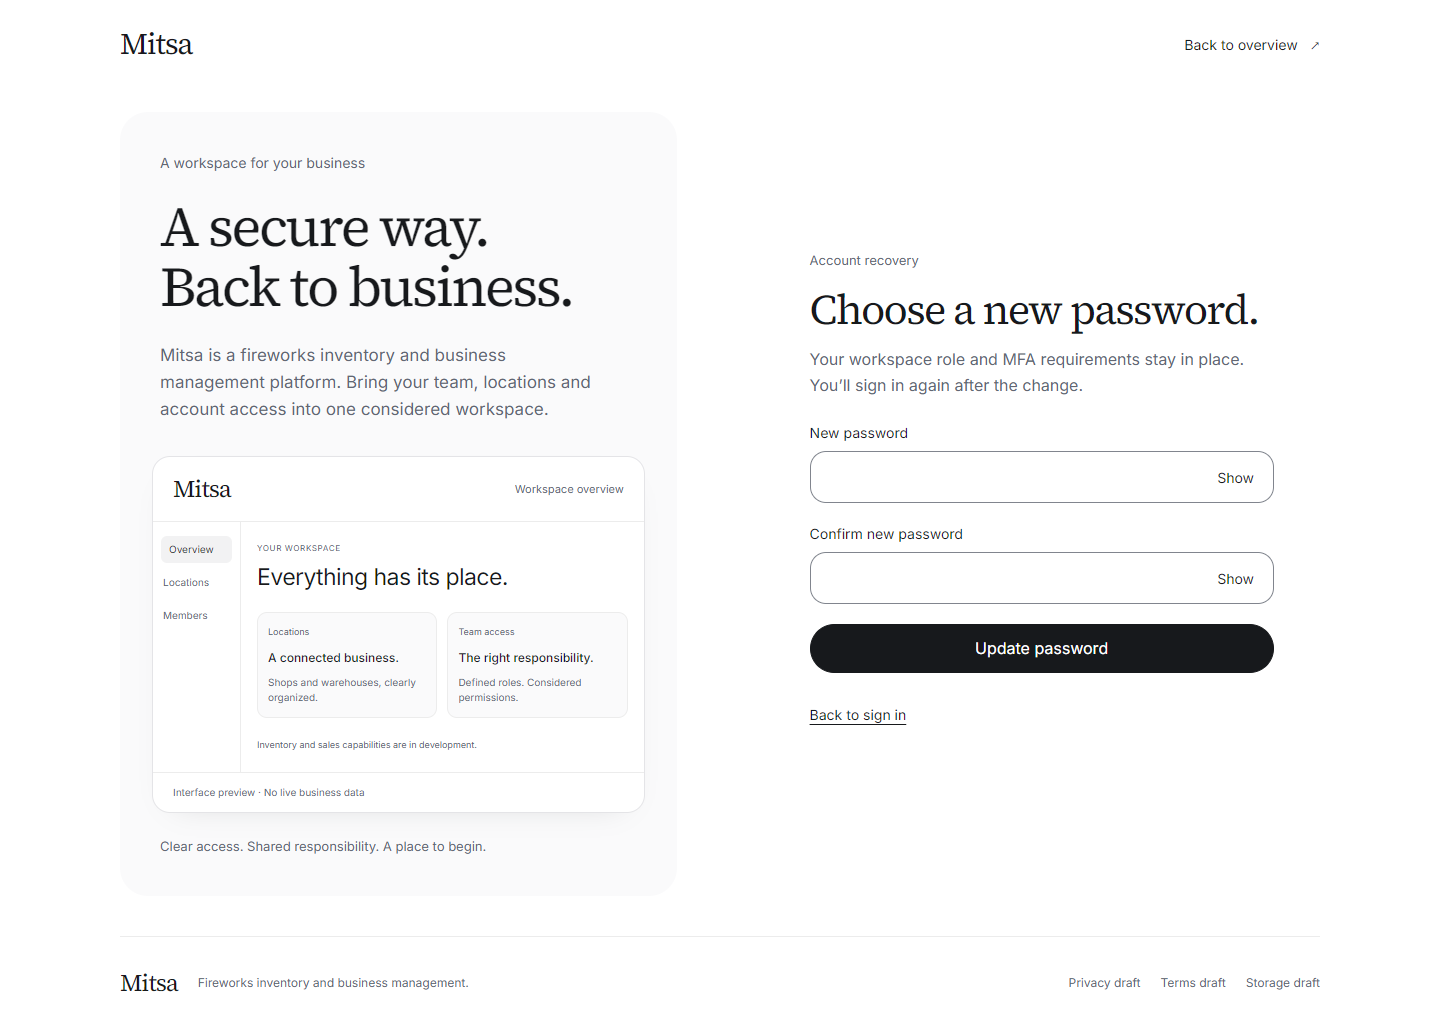 Mitsa
Back to overview ↗
A workspace for your business
A secure way.
Back to business.
Mitsa is a fireworks inventory and business
management platform. Bring your team, locations and
account access into one considered workspace.
Mitsa
Workspace overview
Overview
Locations
Members
YOUR WORKSPACE
Everything has its place.
Locations
A connected business.
Shops and warehouses, clearly
organized.
Team access
The right responsibility.
Defined roles. Considered
permissions.
Inventory and sales capabilities are in development.
Interface preview · No live business data
Clear access. Shared responsibility. A place to begin.
Account recovery
Choose a new password.
Your workspace role and MFA requirements stay in place.
You’ll sign in again after the change.
New password
Show
Confirm new password
Show
Update password
Back to sign in
Mitsa
Fireworks inventory and business management.
Privacy draft
Terms draft
Storage draft